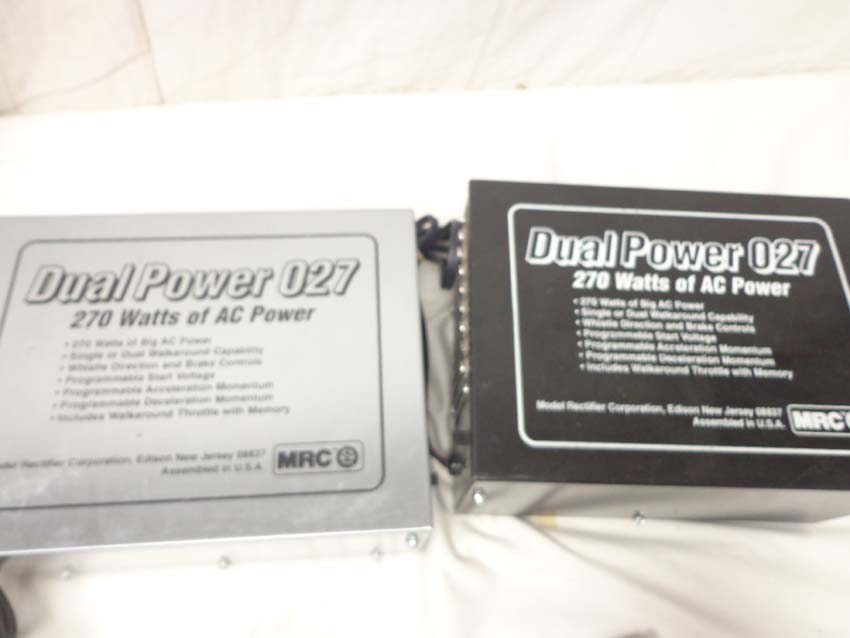 Dual Power 027
270 Watts of AC Power
• 270 Watts of Big AC Power
• Single or Dual Walkaround Capability
• Whistle Direction and Brake Controls
• Programmable Start Voltage
• Programmable Acceleration Momentum
• Programmable Deceleration Momentum
• Includes Walkaround Throttle with Memory
Model Rectifier Corporation, Edison New Jersey 08837
Assembled in U.S.A.
MRC
Dual Power 027
270 Watts of AC Power
• 270 Watts of Big AC Power
• Single or Dual Walkaround Capability
• Whistle Direction and Brake Controls
• Programmable Start Voltage
• Programmable Acceleration Momentum
• Programmable Deceleration Momentum
• Includes Walkaround Throttle with Memory
Model Rectifier Corporation, Edison New Jersey 08837
Assembled in U.S.A.
MRC